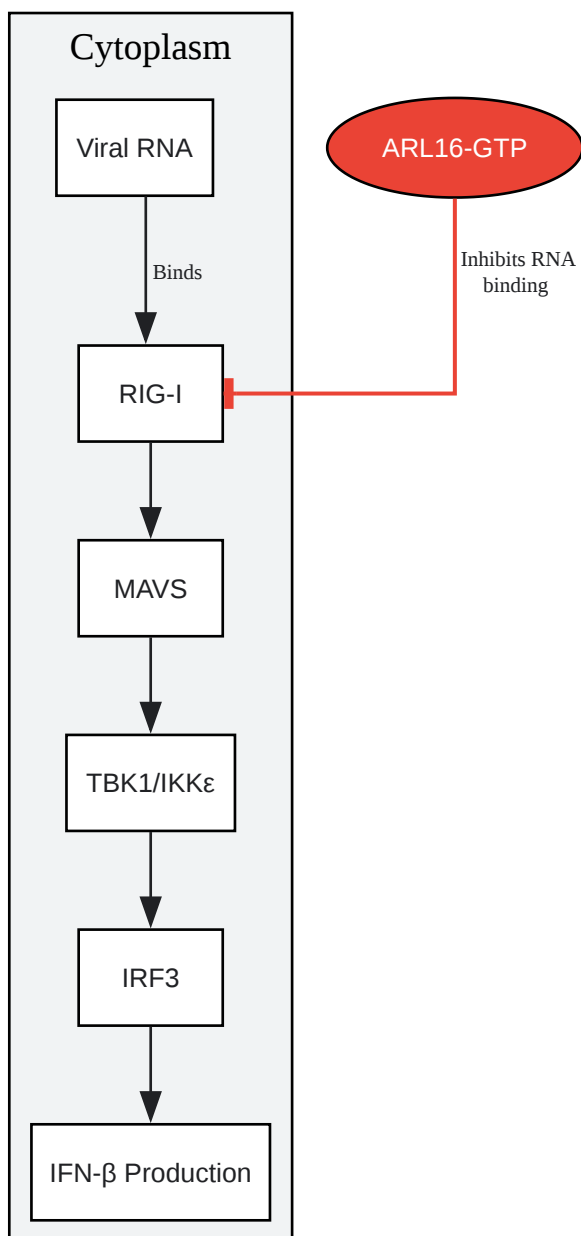 Cytoplasm
Viral RNA
ARL16-GTP
Binds
Inhibits RNA
binding
RIG-I
MAVS
TBK1/IKKε
IRF3
IFN-β Production